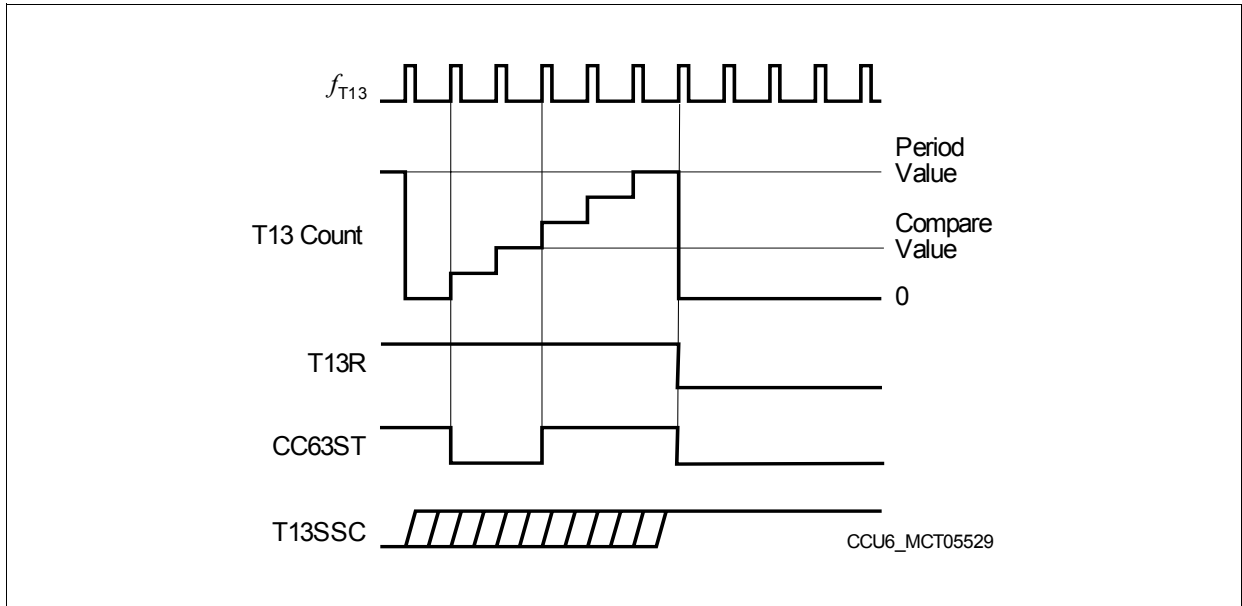 fT13
Period
Value
T13 Count
Compare
Value
0
T13R
CC63ST
T13SSC
CCU6_MCT05529